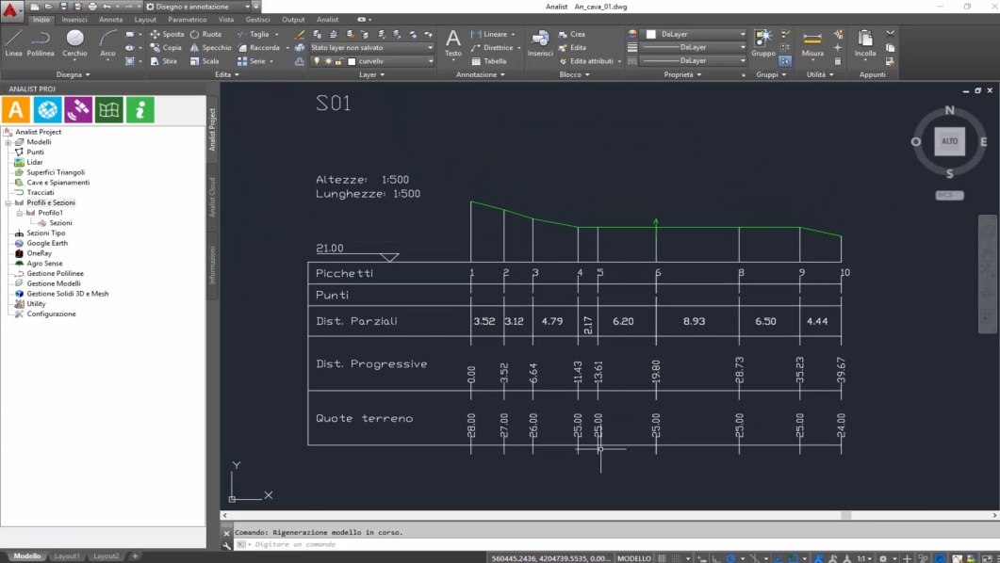 Disegno e annotazione
Analist An_cava_01.dwg
Inizio Inserisci Annota Layout Parametrico Vista Gestisci Output Analist
Linea Polilinea Cerchio Arco
Sposta Ruota Taglia
Copia Specchio Raccorda
Stira Scala Serie
Stato layer non salvato
curveliv
Testo
Lineare
Direttrice
Tabella
Inserisci
Crea
Edita
Edita attributi
DaLayer
DaLayer
DaLayer
Gruppo
Misura
Incolla
Disegna Edita Layer Annotazione Blocco Proprietà Gruppi Utilità Appunti
ANALIST PROJ
Analist Project
Modelli
Punti
Lidar
Superfici Triangoli
Cave e Spianamenti
Tracciati
Profili e Sezioni
Profilo1
Sezioni
Sezioni Tipo
Google Earth
OneRay
Agro Sense
Gestione Polilinee
Gestione Modelli
Gestione Solidi 3D e Mesh
Utility
Configurazione
Analist Project
Analist Cloud
Informazioni
S01
Altezze: 1:500
Lunghezze: 1:500
21.00
Picchetti 1 2 3 4 5 6 8 9 10
Punti
Dist. Parziali 3.52 3.12 4.79 2.17 6.20 8.93 6.50 4.44
Dist. Progressive 0.00 3.52 6.64 11.43 13.61 19.80 28.73 35.23 39.67
Quote terreno 28.00 27.00 26.00 25.00 25.00 25.00 25.00 25.00 24.00
N
O ALTO E
S
WCS
Y
X
Comando: Rigenerazione modello in corso.
Digitare un comando
Modello Layout1 Layout2 +
560445.2436, 4204739.5535, 0.00... MODELLO 1:1